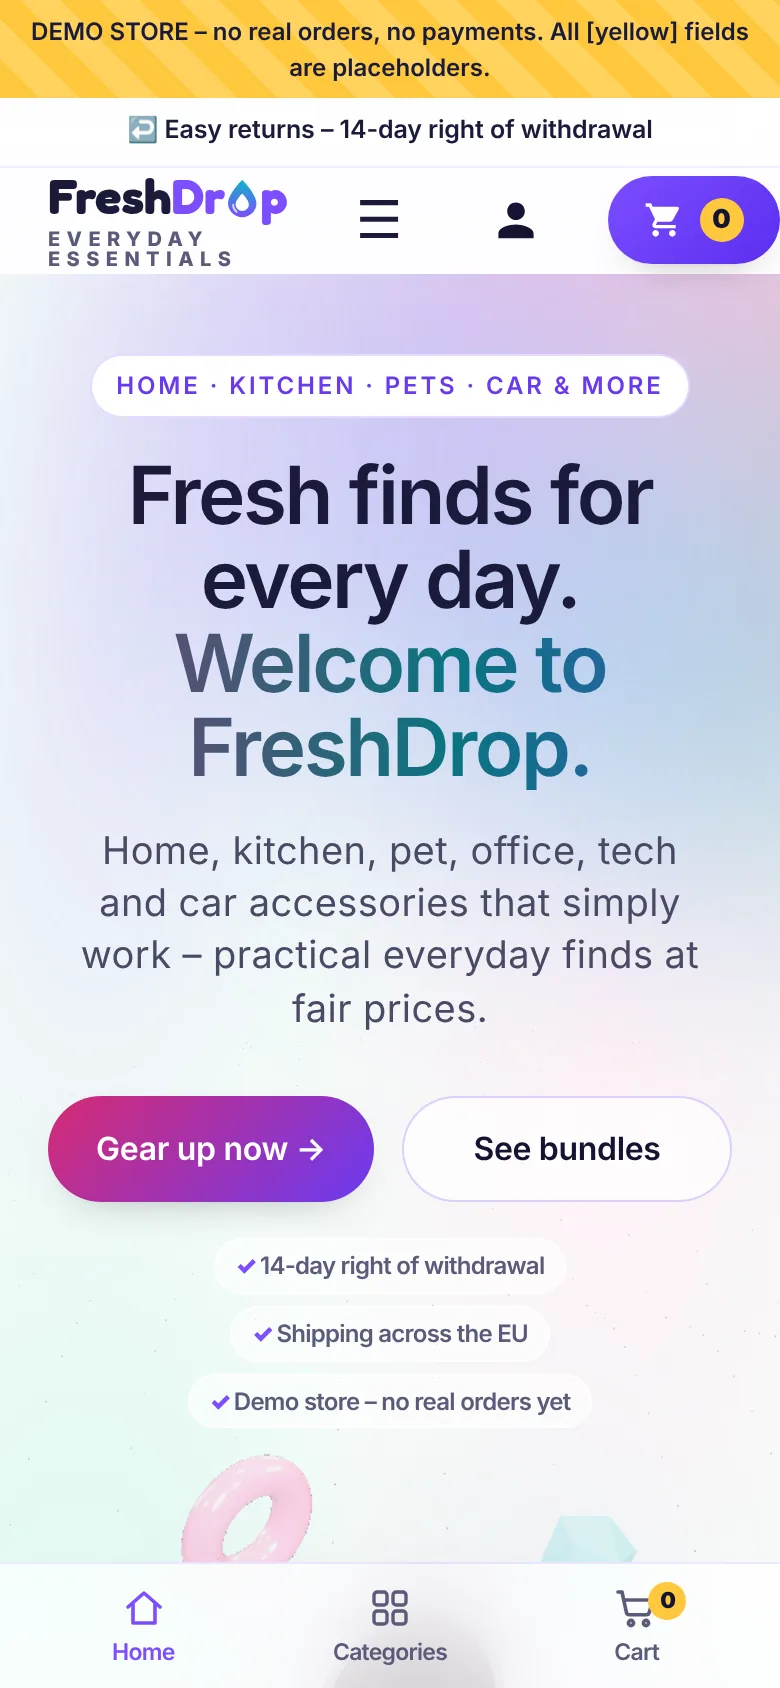 DEMO STORE – no real orders, no payments. All [yellow] fields
are placeholders.
↩ Easy returns – 14-day right of withdrawal
FreshDrop
EVERYDAY
ESSENTIALS
0
HOME · KITCHEN · PETS · CAR & MORE
Fresh finds for
every day.
Welcome to
FreshDrop.
Home, kitchen, pet, office, tech
and car accessories that simply
work – practical everyday finds at
fair prices.
Gear up now →
See bundles
✓ 14-day right of withdrawal
✓ Shipping across the EU
✓ Demo store – no real orders yet
0
Home
Categories
Cart